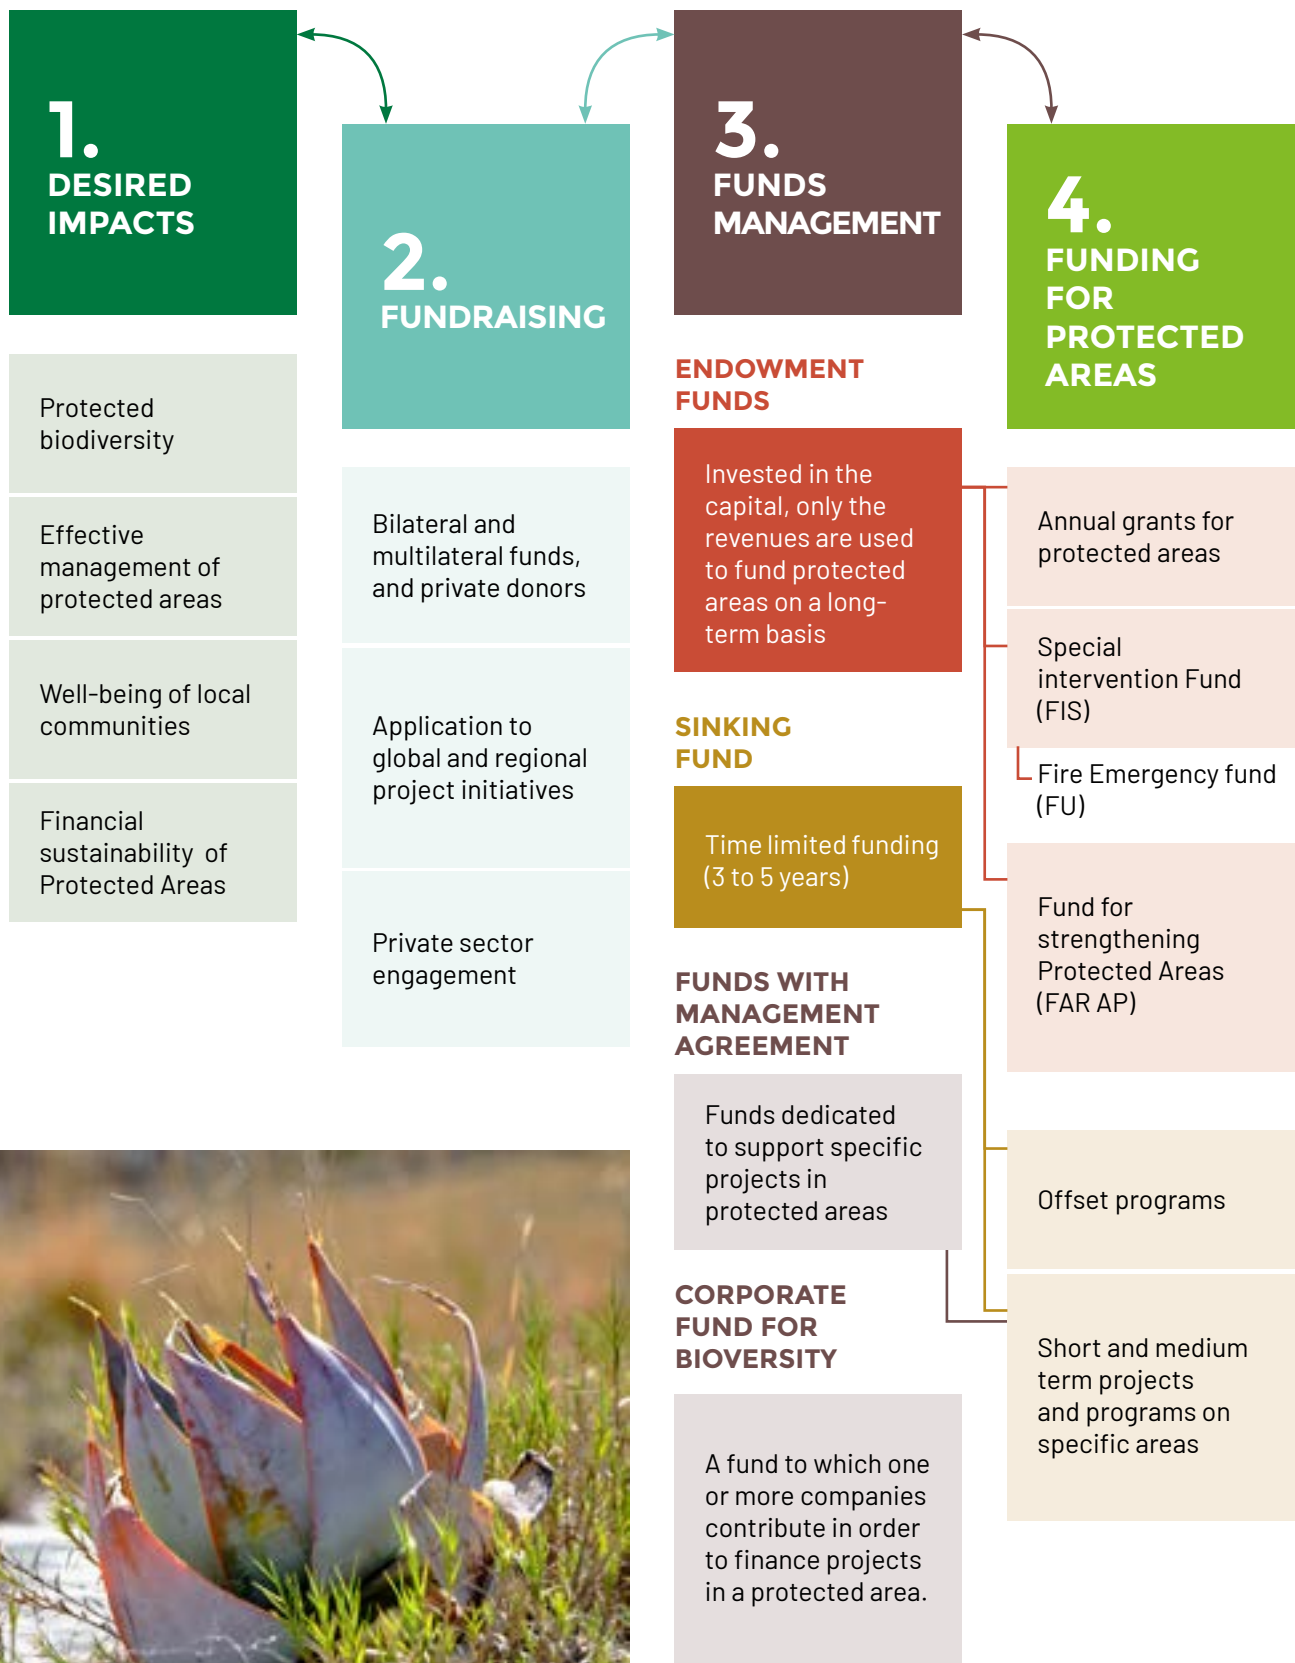 1.
DESIRED
IMPACTS
Protected
biodiversity
Effective
management of
protected areas
Well-being of local
communities
Financial
sustainability of
Protected Areas
2.
FUNDRAISING
Bilateral and
multilateral funds,
and private donors
Application to
global and regional
project initiatives
Private sector
engagement
3.
FUNDS
MANAGEMENT
ENDOWMENT
FUNDS
Invested in the
capital, only the
revenues are used
to fund protected
areas on a long-
term basis
SINKING
FUND
Time limited funding
(3 to 5 years)
FUNDS WITH
MANAGEMENT
AGREEMENT
Funds dedicated
to support specific
projects in
protected areas
CORPORATE
FUND FOR
BIOVERSITY
A fund to which one
or more companies
contribute in order
to finance projects
in a protected area.
4.
FUNDING
FOR
PROTECTED
AREAS
Annual grants for
protected areas
Special
intervention Fund
(FIS)
Fire Emergency fund
(FU)
Fund for
strengthening
Protected Areas
(FAR AP)
Offset programs
Short and medium
term projects
and programs on
specific areas